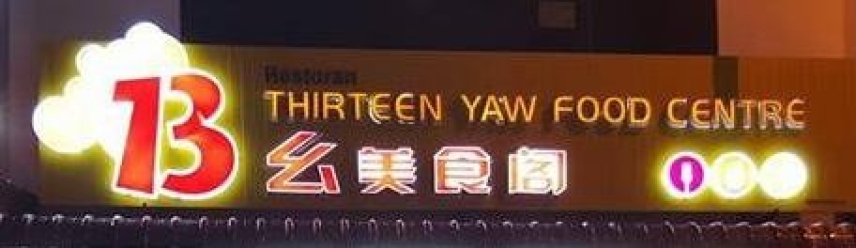 13
Restoran
THIRTEEN YAW FOOD CENTRE
幺美食阁